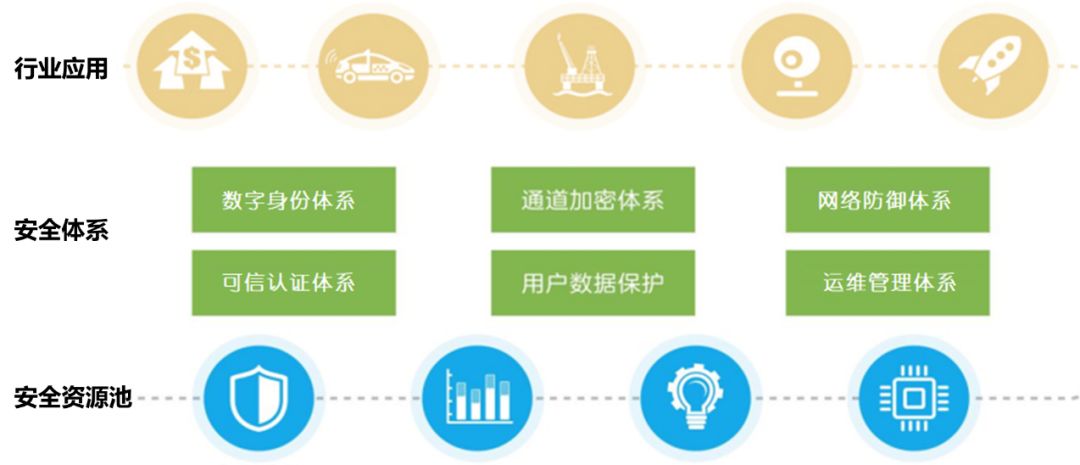 行业应用
$
数字身份体系
通道加密体系
网络防御体系
安全体系
可信认证体系
用户数据保护
运维管理体系
安全资源池